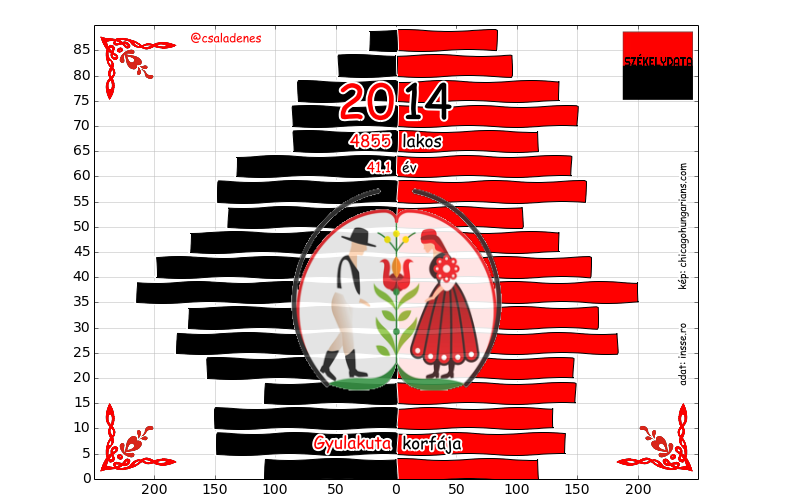 @csaladenes
SZÉKELYDATA
2014
4855 lakos
41,1 év
kép: chicagohungarians.com
adat: insse.ro
Gyulakuta korfája
85
80
75
70
65
60
55
50
45
40
35
30
25
20
15
10
5
0
200 150 100 50 0 50 100 150 200